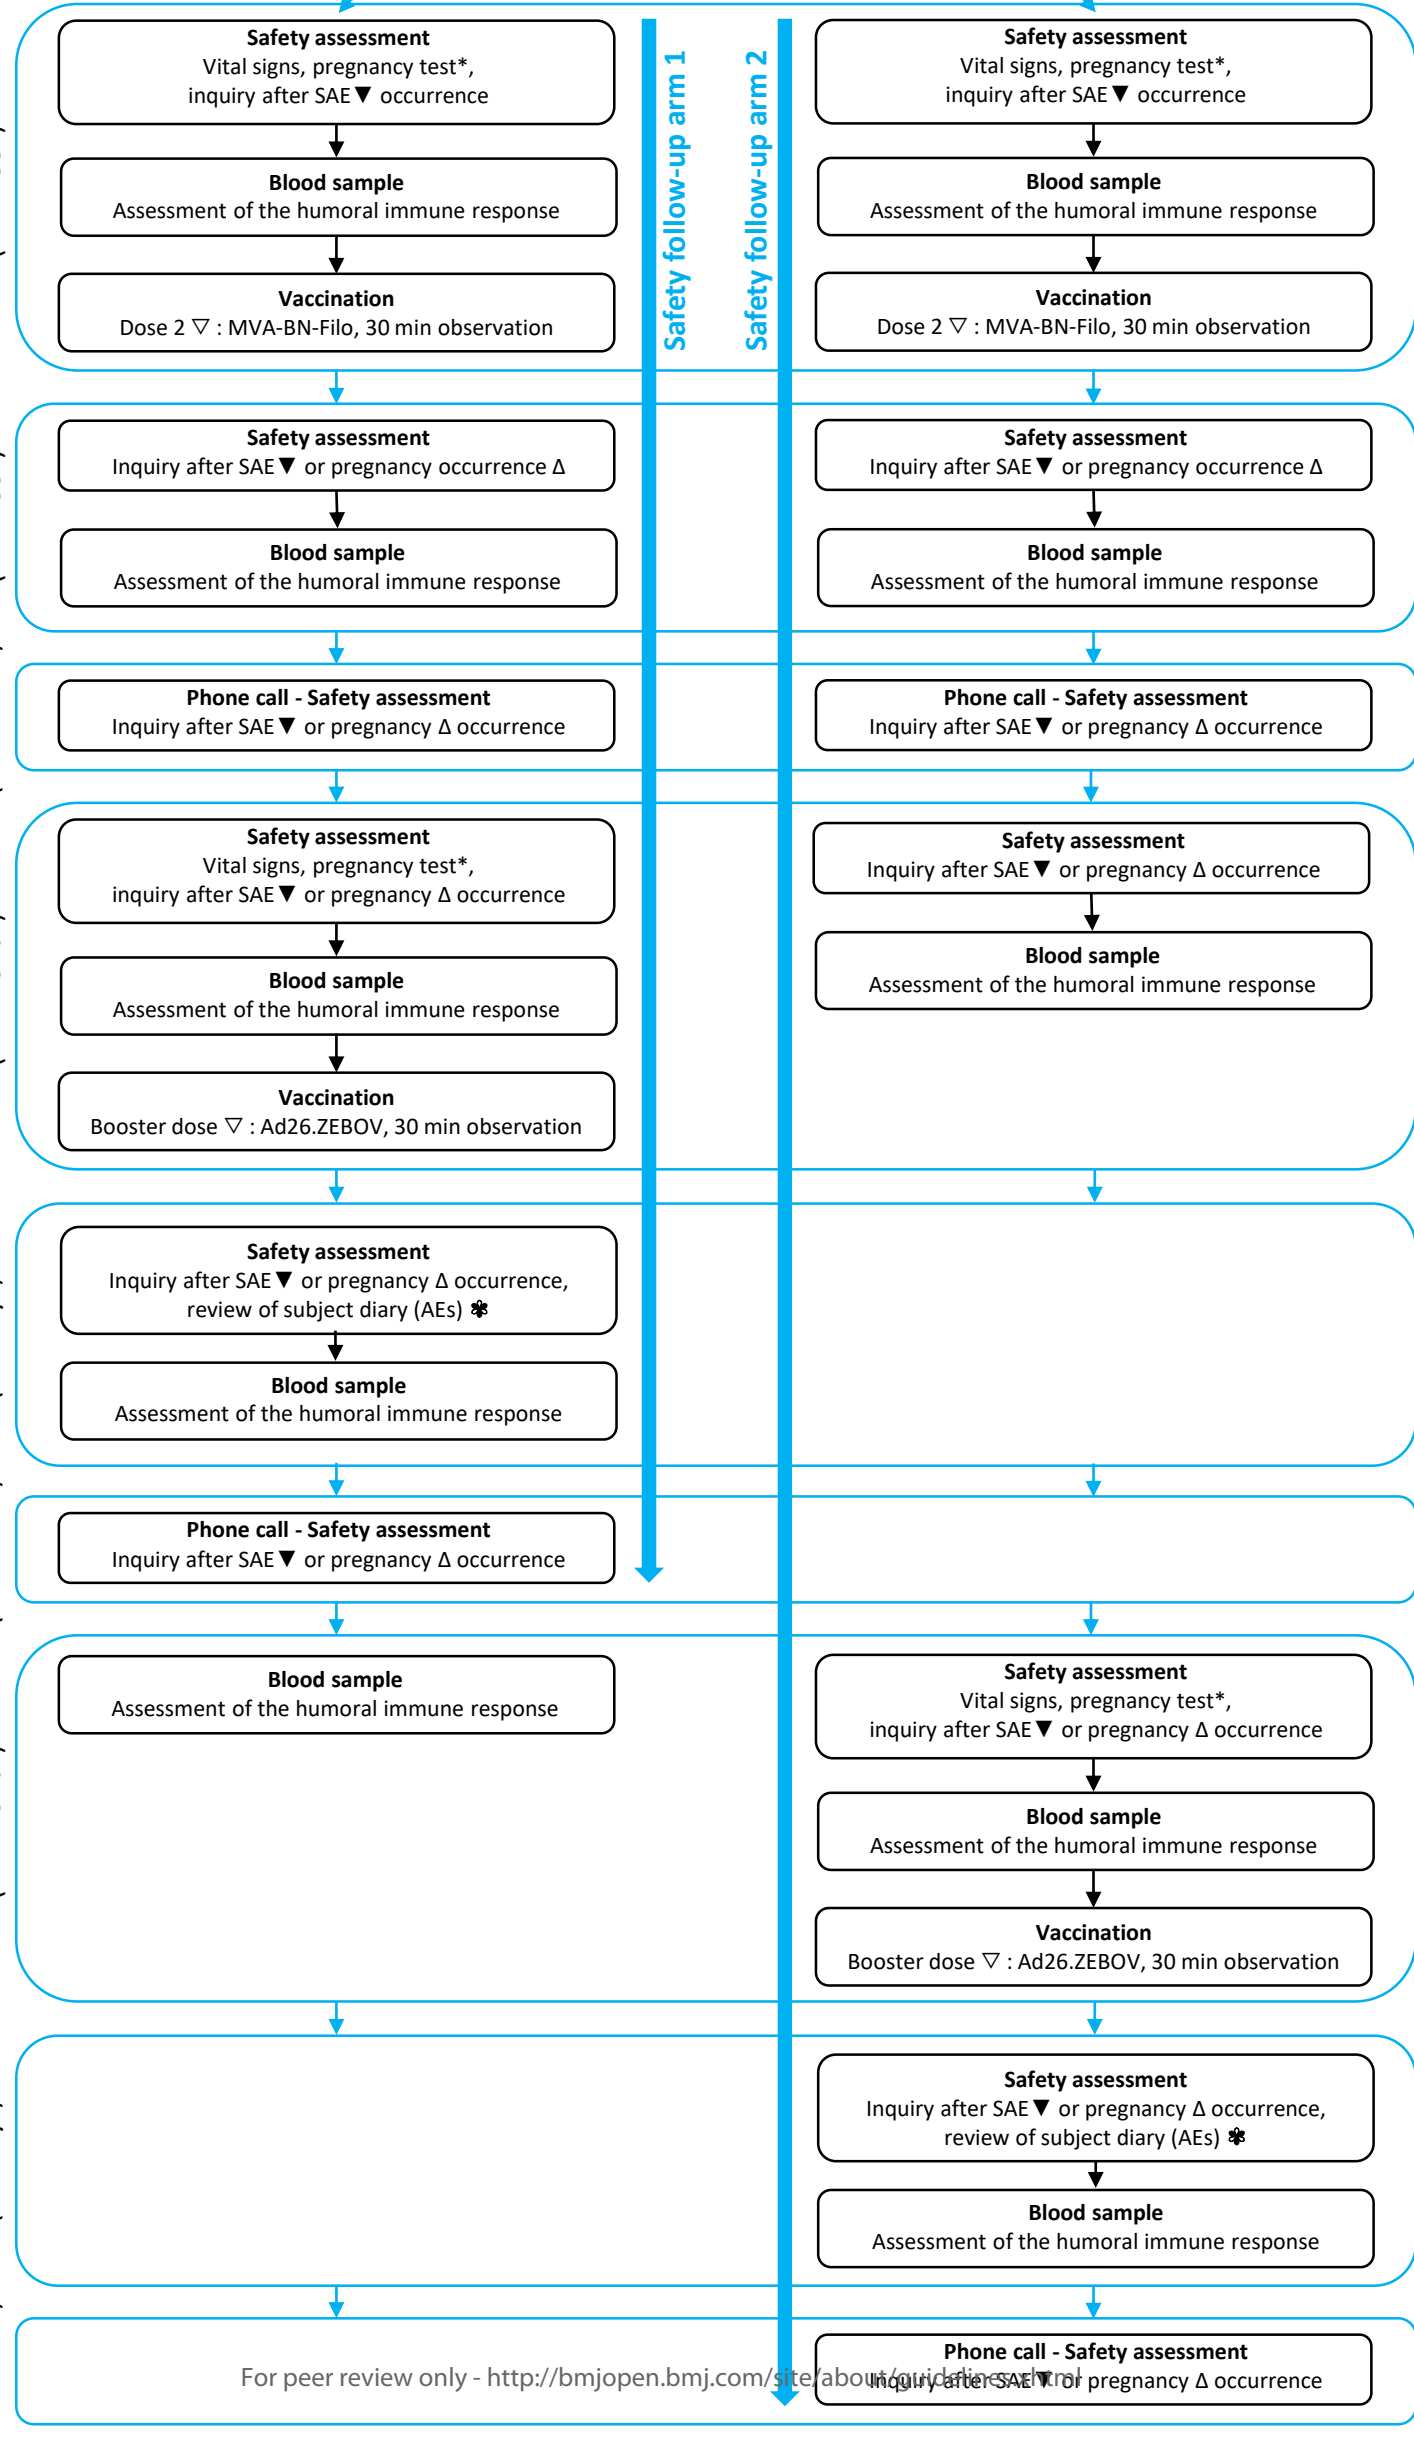 Safety assessment
Vital signs, pregnancy test*,
inquiry after SAE▼ occurrence
Blood sample
Assessment of the humoral immune response
Vaccination
Dose 2 ▽ : MVA-BN-Filo, 30 min observation
Safety follow-up arm 1
Safety follow-up arm 2
Safety assessment
Vital signs, pregnancy test*,
inquiry after SAE▼ occurrence
Blood sample
Assessment of the humoral immune response
Vaccination
Dose 2 ▽ : MVA-BN-Filo, 30 min observation
Safety assessment
Inquiry after SAE▼ or pregnancy occurrence Δ
Blood sample
Assessment of the humoral immune response
Safety assessment
Inquiry after SAE▼ or pregnancy occurrence Δ
Blood sample
Assessment of the humoral immune response
Phone call - Safety assessment
Inquiry after SAE▼ or pregnancy Δ occurrence
Phone call - Safety assessment
Inquiry after SAE▼ or pregnancy Δ occurrence
Safety assessment
Vital signs, pregnancy test*,
inquiry after SAE▼ or pregnancy Δ occurrence
Blood sample
Assessment of the humoral immune response
Vaccination
Booster dose ▽ : Ad26.ZEBOV, 30 min observation
Safety assessment
Inquiry after SAE▼ or pregnancy Δ occurrence
Blood sample
Assessment of the humoral immune response
Safety assessment
Inquiry after SAE▼ or pregnancy Δ occurrence,
review of subject diary (AEs) ✾
Blood sample
Assessment of the humoral immune response
Phone call - Safety assessment
Inquiry after SAE▼ or pregnancy Δ occurrence
Blood sample
Assessment of the humoral immune response
Safety assessment
Vital signs, pregnancy test*,
inquiry after SAE▼ or pregnancy Δ occurrence
Blood sample
Assessment of the humoral immune response
Vaccination
Booster dose ▽ : Ad26.ZEBOV, 30 min observation
Safety assessment
Inquiry after SAE▼ or pregnancy Δ occurrence,
review of subject diary (AEs) ✾
Blood sample
Assessment of the humoral immune response
Phone call - Safety assessment
Inquiry after SAE▼ or pregnancy Δ occurrence
For peer review only - http://bmjopen.bmj.com/site/about/guidelines.xhtml